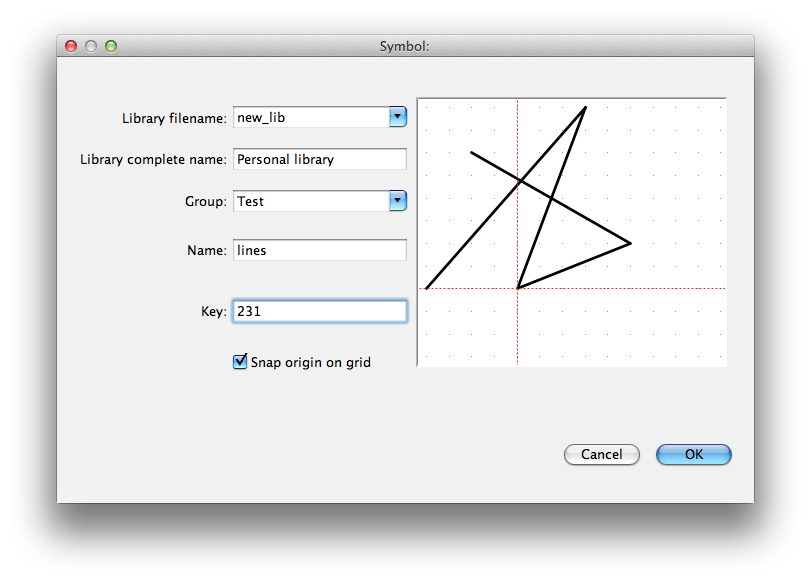 Symbol:
Library filename: new_lib
Library complete name: Personal library
Group: Test
Name: lines
Key: 231
Snap origin on grid
Cancel OK